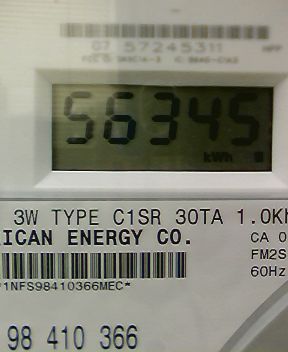 07 57245311
56345
kWh
3W TYPE C1SR 30TA 1.0K
ICAN ENERGY CO.
CA 0
FM2S
60Hz
*1NFS98410366MEC*
98 410 366